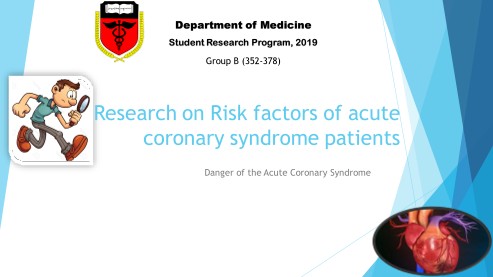 Department of Medicine
Student Research Program, 2019
Group B (352-378)
Research on Risk factors of acute
coronary syndrome patients
Danger of the Acute Coronary Syndrome